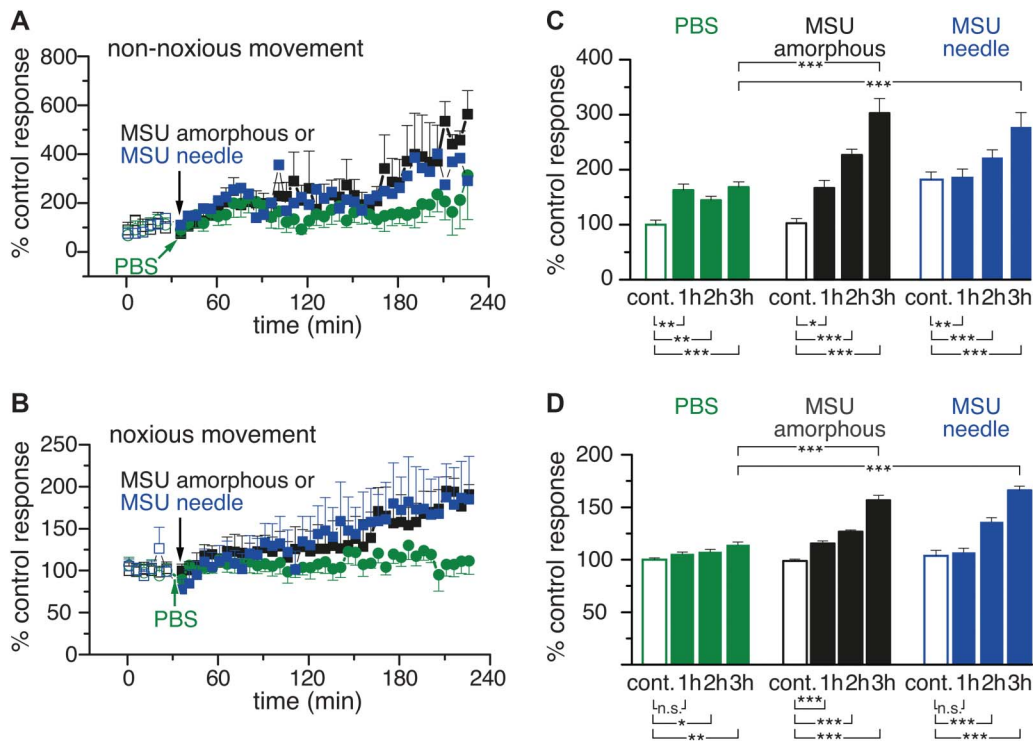 A
non-noxious movement
800
600
400
200
0
% control response
MSU amorphous or
MSU needle
PBS
0 60 120 180 240
time (min)
B
noxious movement
250
200
150
100
50
0
% control response
MSU amorphous or
MSU needle
PBS
0 60 120 180 240
time (min)
C
PBS
MSU
amorphous
MSU
needle
***
***
400
300
200
100
0
% control response
cont. 1h 2h 3h cont. 1h 2h 3h cont. 1h 2h 3h
** * **
** *** ***
*** *** ***
D
PBS
MSU
amorphous
MSU
needle
***
***
200
150
100
50
% control response
cont. 1h 2h 3h cont. 1h 2h 3h cont. 1h 2h 3h
n.s. *** n.s.
* *** ***
** *** ***